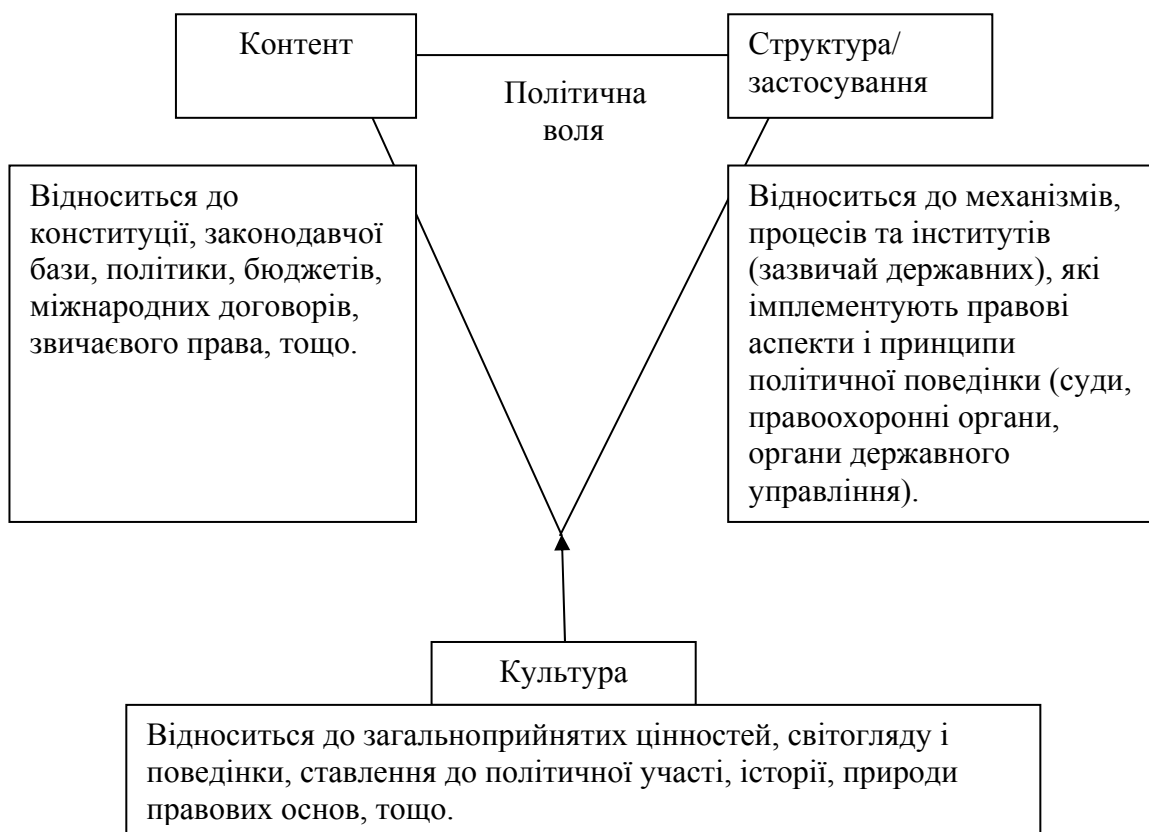 Контент
Структура/
застосування
Політична
воля
Відноситься до
конституції, законодавчої
бази, політики, бюджетів,
міжнародних договорів,
звичаєвого права, тощо.
Відноситься до механізмів,
процесів та інститутів
(зазвичай державних), які
імплементують правові
аспекти і принципи
політичної поведінки (суди,
правоохоронні органи,
органи державного
управління).
Культура
Відноситься до загальноприйнятих цінностей, світогляду і
поведінки, ставлення до політичної участі, історії, природи
правових основ, тощо.